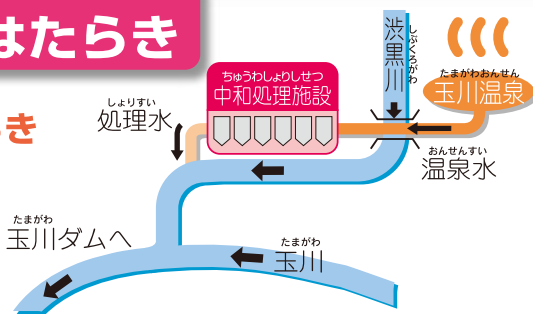 はたらき
き
しぶくろがわ
渋黒川
たまがわおんせん
玉川温泉
ちゅうわしょりしせつ
中和処理施設
しょりすい
処理水
おんせんすい
温泉水
たまがわ
玉川ダムへ
たまがわ
玉川